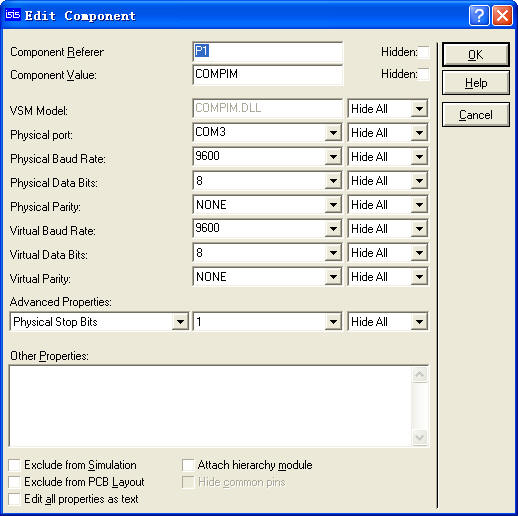 ISIS Edit Component
Component Referer P1 Hidden: OK
Component Value: COMPIM Hidden: Help
VSM Model: COMPIM.DLL Hide All Cancel
Physical port: COM3 Hide All
Physical Baud Rate: 9600 Hide All
Physical Data Bits: 8 Hide All
Physical Parity: NONE Hide All
Virtual Baud Rate: 9600 Hide All
Virtual Data Bits: 8 Hide All
Virtual Parity: NONE Hide All
Advanced Properties:
Physical Stop Bits 1 Hide All
Other Properties:
Exclude from Simulation Attach hierarchy module
Exclude from PCB Layout Hide common pins
Edit all properties as text